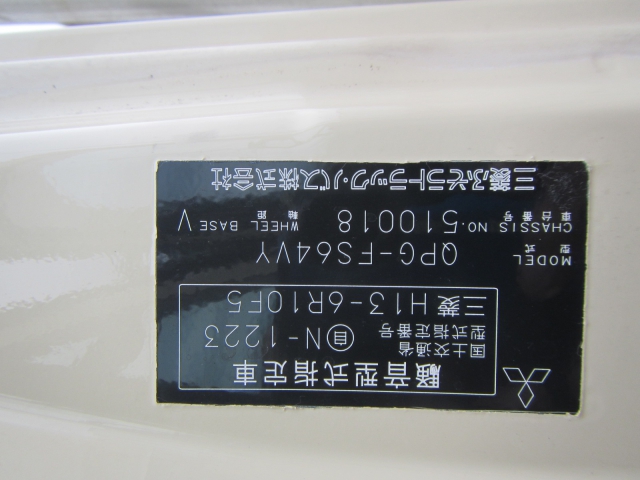 騒音型式指定車
国土交通省
型式指定番号
自 N-1223
三菱 H13-6R10F5
MODEL 型式 QPG-FS64VY
CHASSIS NO. 車台番号 510018 WHEEL BASE 軸距 V
三菱ふそうトラック・バス株式会社